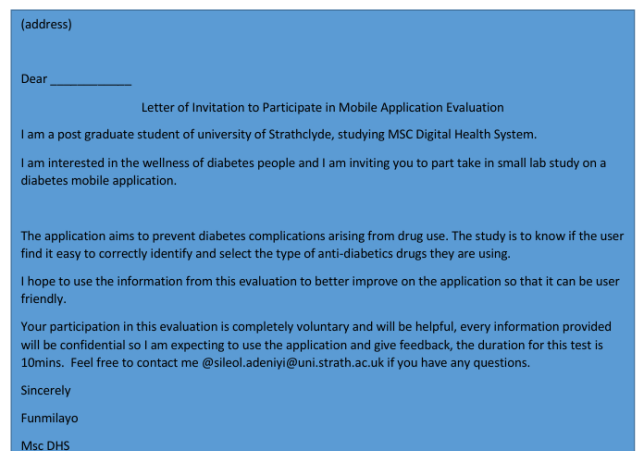 (address)
Dear ____________
Letter of Invitation to Participate in Mobile Application Evaluation
I am a post graduate student of university of Strathclyde, studying MSC Digital Health System.
I am interested in the wellness of diabetes people and I am inviting you to part take in small lab study on a
diabetes mobile application.
The application aims to prevent diabetes complications arising from drug use. The study is to know if the user
find it easy to correctly identify and select the type of anti-diabetics drugs they are using.
I hope to use the information from this evaluation to better improve on the application so that it can be user
friendly.
Your participation in this evaluation is completely voluntary and will be helpful, every information provided
will be confidential so I am expecting to use the application and give feedback, the duration for this test is
10mins.  Feel free to contact me @sileol.adeniyi@uni.strath.ac.uk if you have any questions.
Sincerely
Funmilayo
Msc DHS